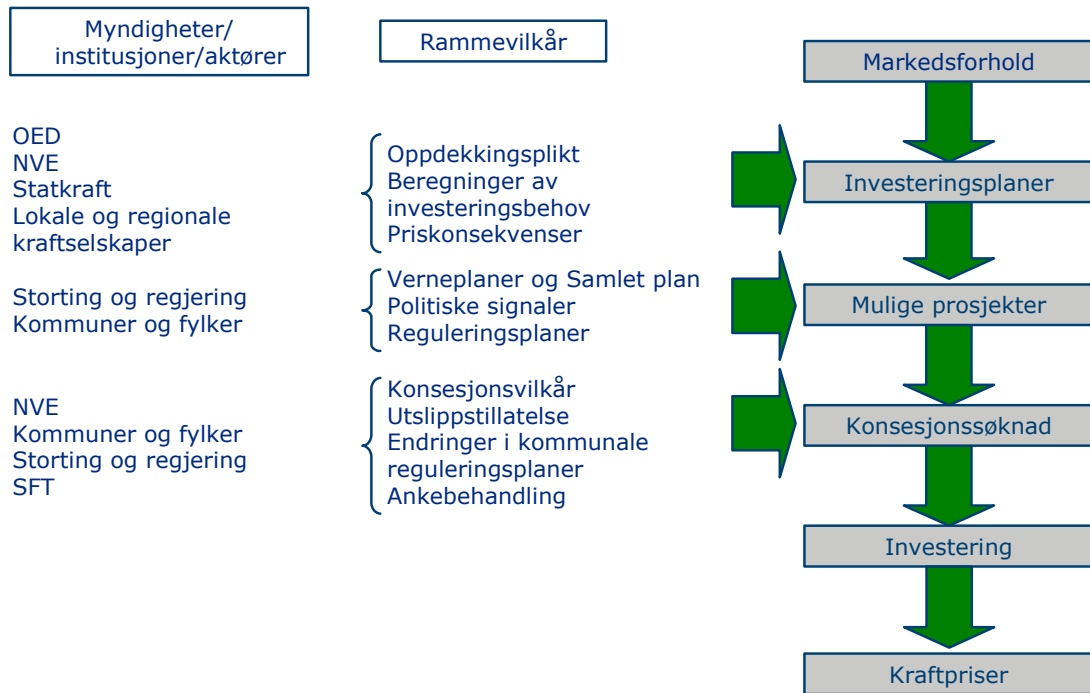 Myndigheter/
institusjoner/aktører
Rammevilkår
Markedsforhold
OED
NVE
Statkraft
Lokale og regionale
kraftselskaper
Oppdekkingsplikt
Beregninger av
investeringsbehov
Priskonsekvenser
Investeringsplaner
Storting og regjering
Kommuner og fylker
Verneplaner og Samlet plan
Politiske signaler
Reguleringsplaner
Mulige prosjekter
NVE
Kommuner og fylker
Storting og regjering
SFT
Konsesjonsvilkår
Utslippstillatelse
Endringer i kommunale
reguleringsplaner
Ankebehandling
Konsesjonssøknad
Investering
Kraftpriser